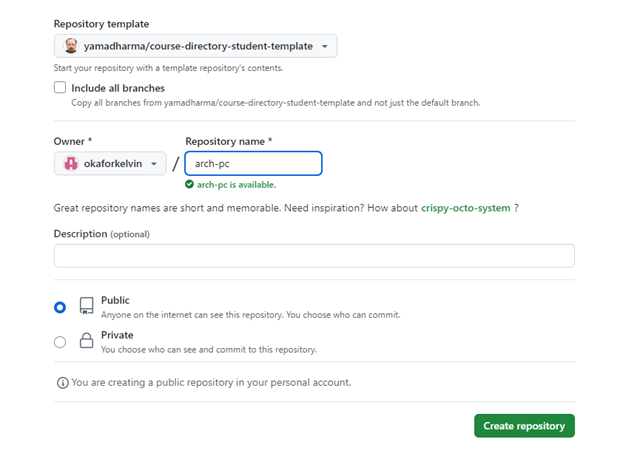 Repository template
yamadharma/course-directory-student-template
Start your repository with a template repository's contents.
Include all branches
Copy all branches from yamadharma/course-directory-student-template and not just the default branch.
Owner * Repository name *
okaforkelvin / arch-pc
arch-pc is available.
Great repository names are short and memorable. Need inspiration? How about crispy-octo-system ?
Description (optional)
Public
Anyone on the internet can see this repository. You choose who can commit.
Private
You choose who can see and commit to this repository.
You are creating a public repository in your personal account.
Create repository